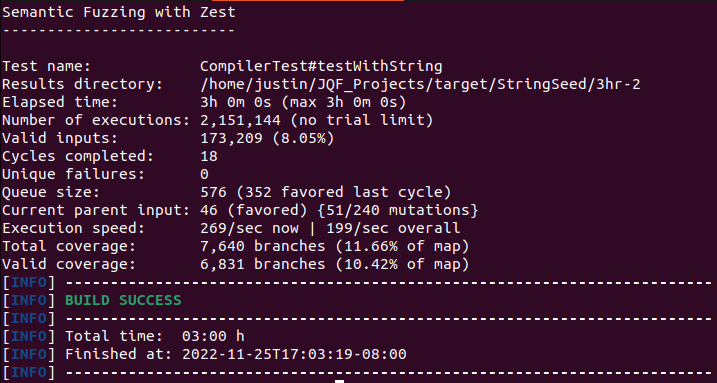 Semantic Fuzzing with Zest
--------------------------
Test name: CompilerTest#testWithString
Results directory: /home/justin/JQF_Projects/target/StringSeed/3hr-2
Elapsed time: 3h 0m 0s (max 3h 0m 0s)
Number of executions: 2,151,144 (no trial limit)
Valid inputs: 173,209 (8.05%)
Cycles completed: 18
Unique failures: 0
Queue size: 576 (352 favored last cycle)
Current parent input: 46 (favored) {51/240 mutations}
Execution speed: 269/sec now | 199/sec overall
Total coverage: 7,640 branches (11.66% of map)
Valid coverage: 6,831 branches (10.42% of map)
[INFO] ------------------------------------------------------------------------
[INFO] BUILD SUCCESS
[INFO] ------------------------------------------------------------------------
[INFO] Total time: 03:00 h
[INFO] Finished at: 2022-11-25T17:03:19-08:00
[INFO] ------------------------------------------------------------------------